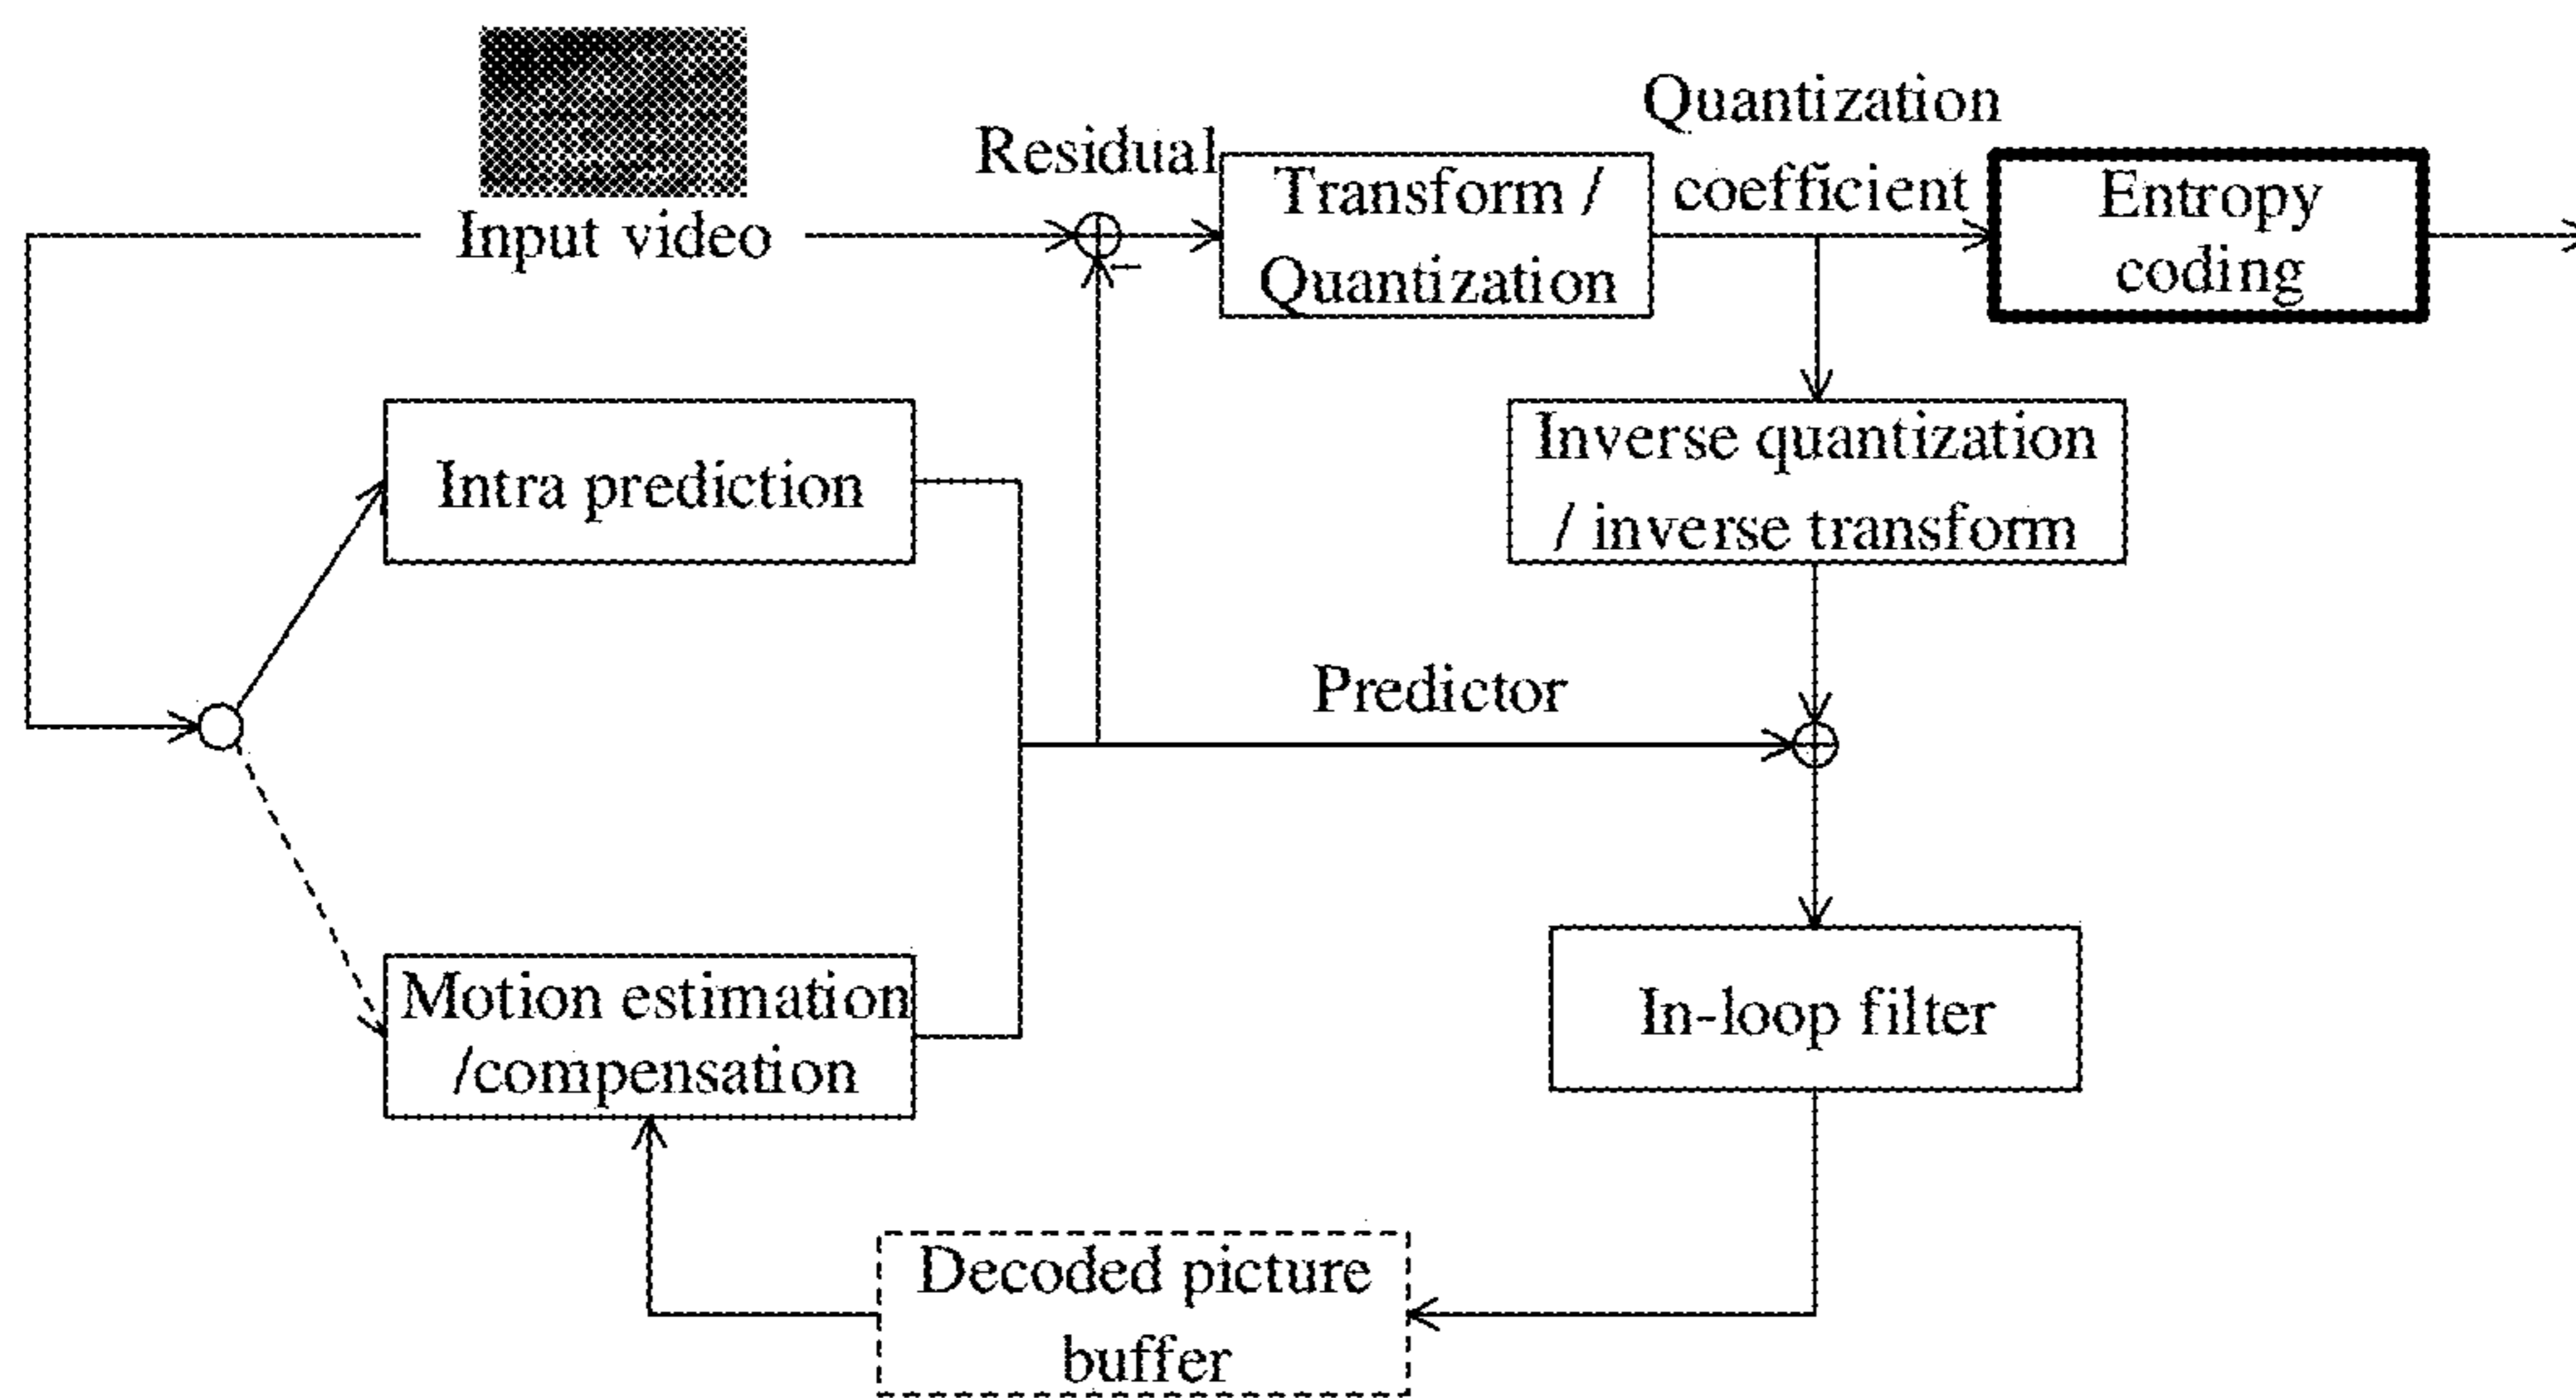 Input video
Residual
Transform /
Quantization
Quantization
coefficient
Entropy
coding
Intra prediction
Inverse quantization
/ inverse transform
Predictor
Motion estimation
/compensation
In-loop filter
Decoded picture
buffer